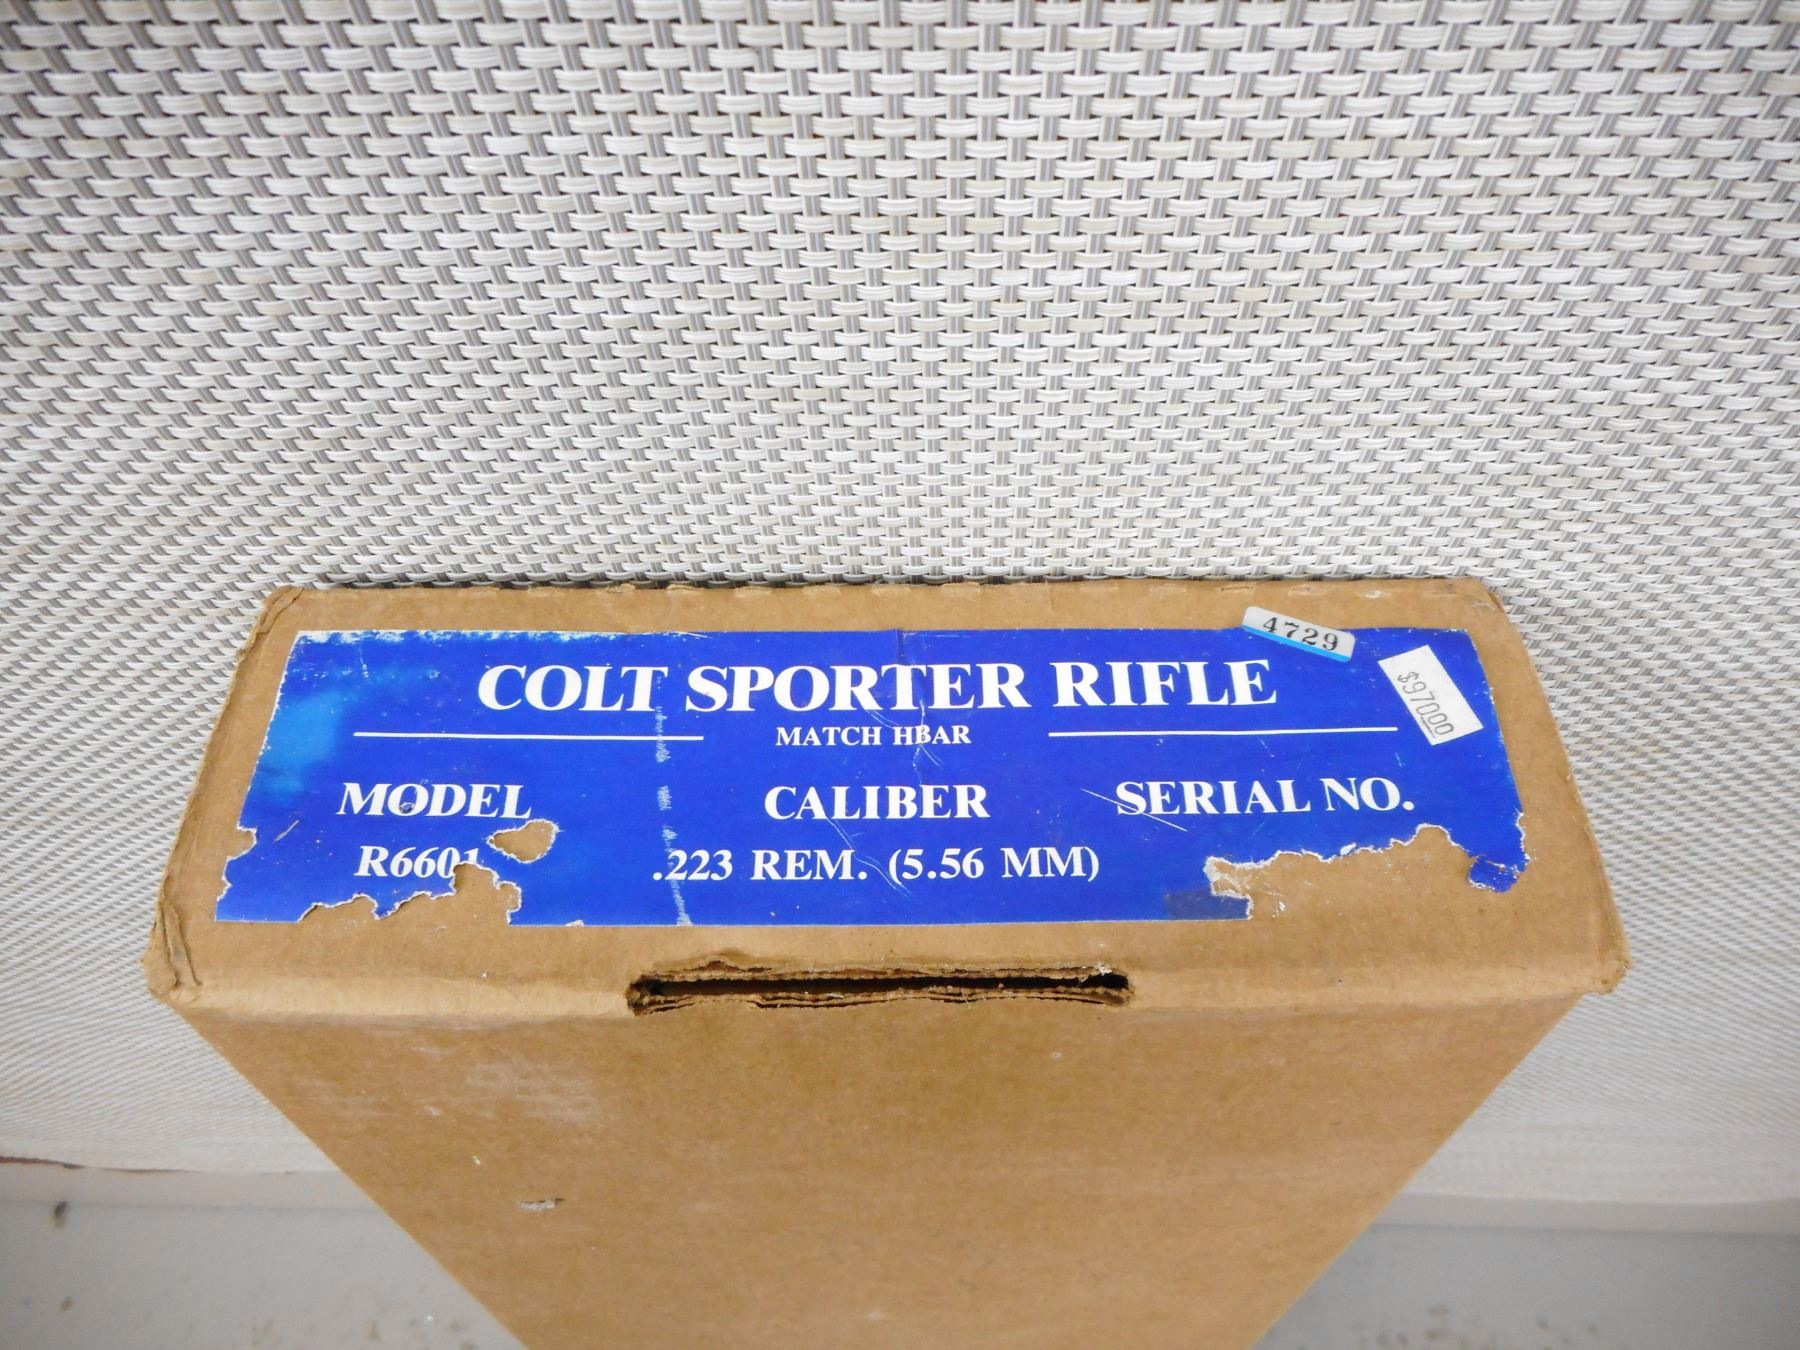 4729
COLT SPORTER RIFLE
$970.00
MATCH HBAR
MODEL CALIBER SERIAL NO.
R6601 .223 REM. (5.56 MM)